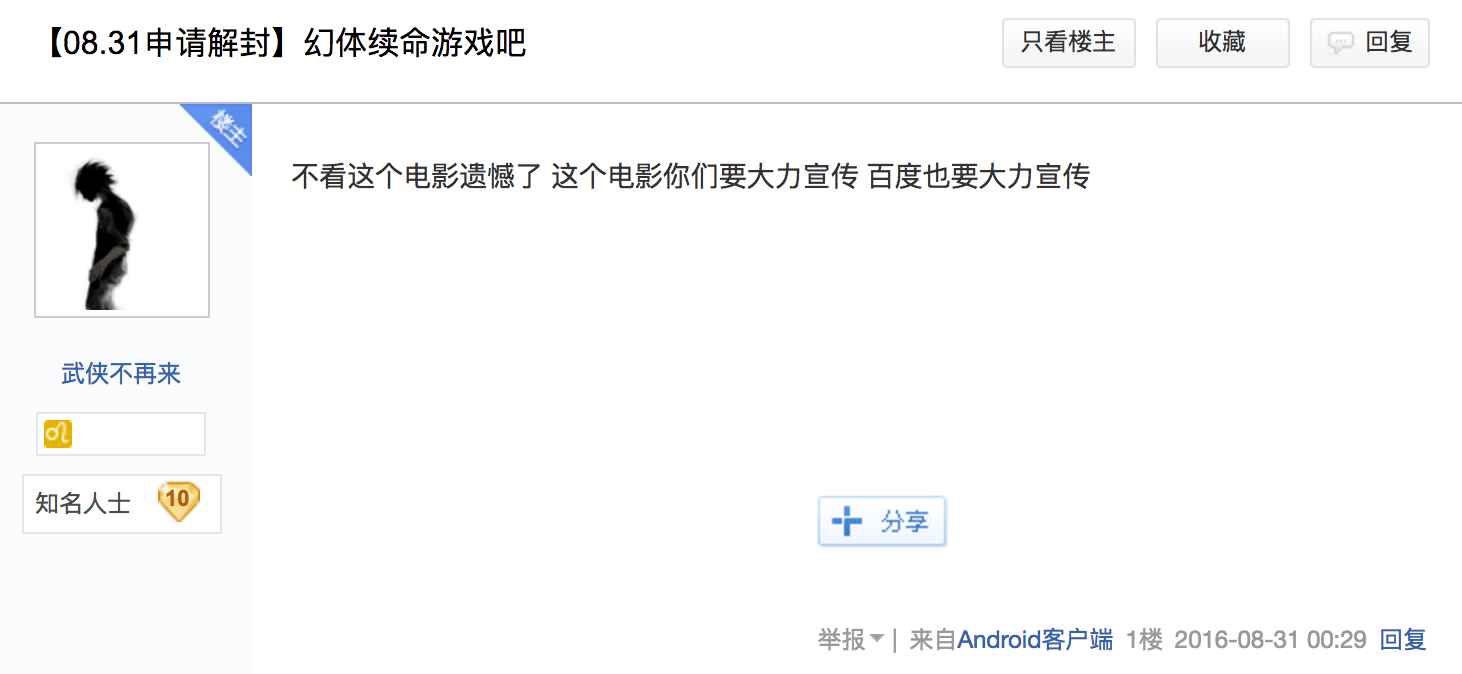 【08.31申请解封】幻体续命游戏吧
只看楼主
收藏
回复
楼主
不看这个电影遗憾了 这个电影你们要大力宣传 百度也要大力宣传
武侠不再来
知名人士 10
分享
举报 | 来自Android客户端 1楼 2016-08-31 00:29 回复